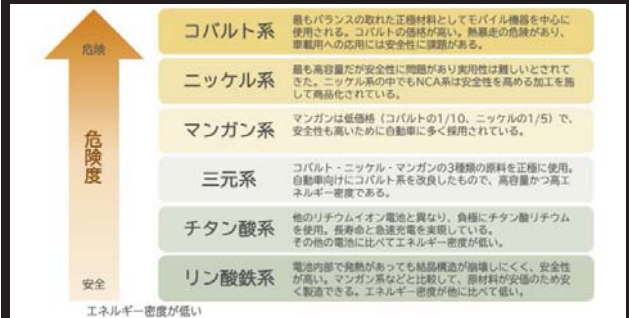 危険
危険度
安全
エネルギー密度が低い
コバルト系
最もバランスの取れた正極材料としてモバイル機器を中心に
使用される。コバルトの価格が高い。熱暴走の危険があり、
車載用への応用には安全性に課題がある。
ニッケル系
最も高容量だが安全性に問題があり実用性は難しいとされて
きた。ニッケル系の中でもNCA系は安全性を高める加工を施
して商品化されている。
マンガン系
マンガンは低価格（コバルトの1/10、ニッケルの1/5）で、
安全性も高いために自動車に多く採用されている。
三元系
コバルト・ニッケル・マンガンの3種類の原料を正極に使用。
自動車向けにコバルト系を改良したもので、高容量かつ高エ
ネルギー密度である。
チタン酸系
他のリチウムイオン電池と異なり、負極にチタン酸リチウム
を使用。長寿命と急速充電を実現している。
その他の電池に比べてエネルギー密度が低い。
リン酸鉄系
電池内部で発熱があっても結晶構造が崩壊しにくく、安全性
が高い。マンガン系などと比較して、原材料が安価のため安
く製造できる。エネルギー密度が他に比べて低い。